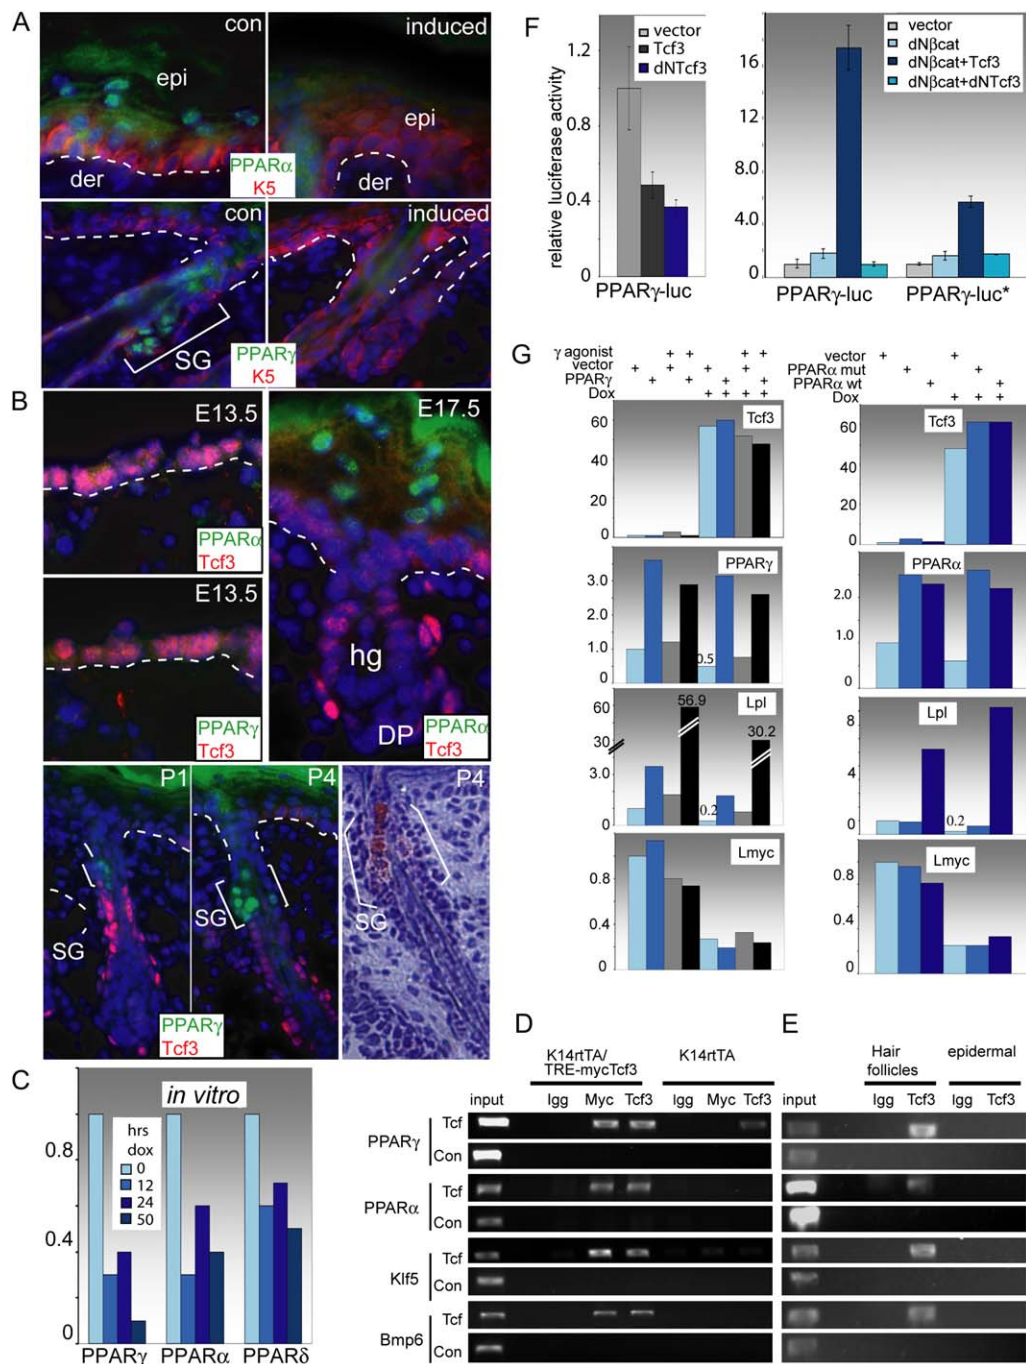 A
con
induced
epi
epi
der
der
PPARα
K5
con
induced
SG
PPARγ
K5
B
E13.5
E17.5
PPARα
Tcf3
E13.5
hg
DP
PPARγ
Tcf3
PPARα
Tcf3
P1
P4
P4
SG
SG
SG
PPARγ
Tcf3
C
in vitro
hrs
dox
0
12
24
50
0.8
0.4
0
PPARγ
PPARα
PPARδ
F
relative luciferase activity
1.2
0.8
0.4
0
vector
Tcf3
dNTcf3
PPARγ-luc
16
12
8.0
4.0
0
vector
dNβcat
dNβcat+Tcf3
dNβcat+dNTcf3
PPARγ-luc
PPARγ-luc*
G
γ agonist + + + +
vector + + + +
PPARγ + + + +
Dox + + + +
Tcf3
60
40
20
0
PPARγ
3.0
2.0
1.0
0
0.5
Lpl
60
30
3.0
2.0
1.0
0
56.9
30.2
0.2
Lmyc
0.8
0.4
0
vector + +
PPARα mut + +
PPARα wt + +
Dox + + +
Tcf3
60
40
20
0
PPARα
2.0
1.0
0
Lpl
8
4
2
0
0.2
Lmyc
0.8
0.4
0
D
K14rtTA/
TRE-mycTcf3
K14rtTA
input Igg Myc Tcf3 Igg Myc Tcf3
PPARγ
Tcf
Con
PPARα
Tcf
Con
Klf5
Tcf
Con
Bmp6
Tcf
Con
E
Hair
follicles
epidermal
input Igg Tcf3 Igg Tcf3